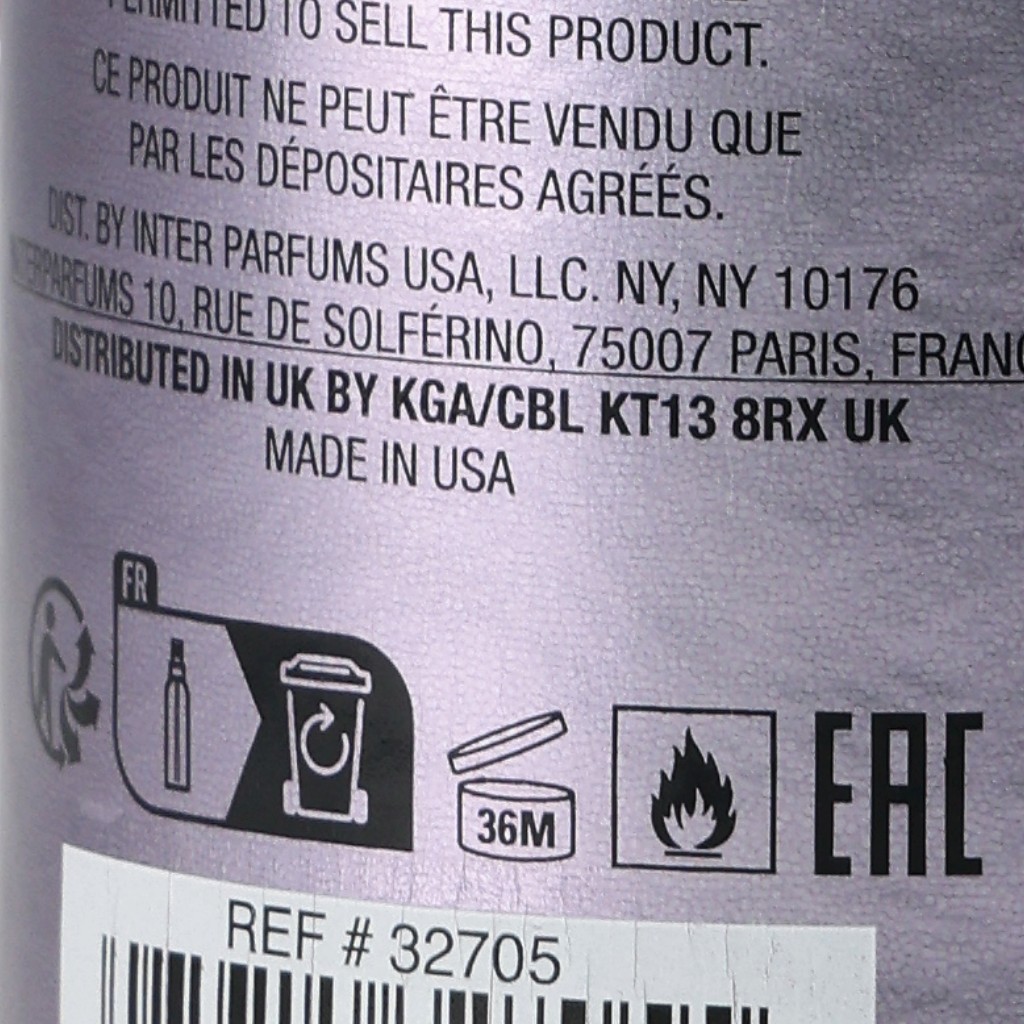 PERMITTED TO SELL THIS PRODUCT.
CE PRODUIT NE PEUT ÊTRE VENDU QUE
PAR LES DÉPOSITAIRES AGRÉÉS.
DIST. BY INTER PARFUMS USA, LLC. NY, NY 10176
INTERPARFUMS 10, RUE DE SOLFÉRINO, 75007 PARIS, FRANC
DISTRIBUTED IN UK BY KGA/CBL KT13 8RX UK
MADE IN USA
FR
36M
EAC
REF # 32705